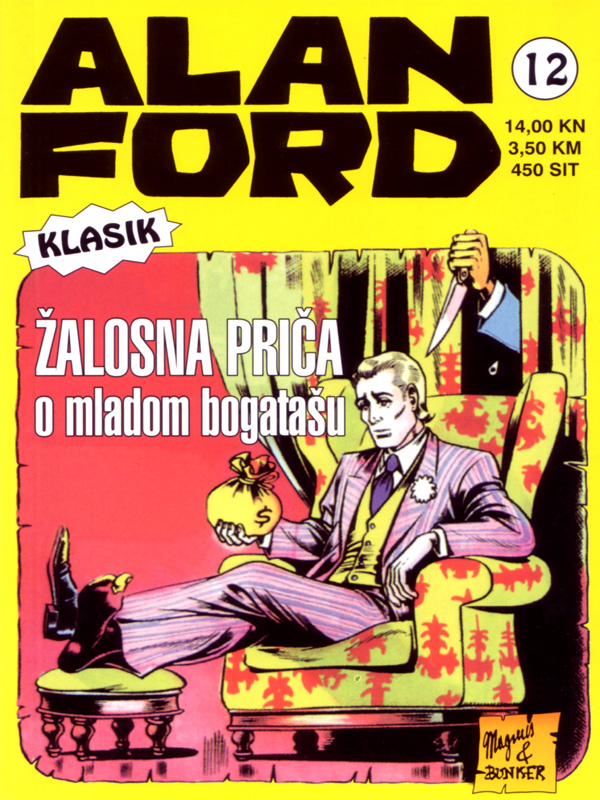 ALAN
FORD
12
14,00 KN
3,50 KM
450 SIT
KLASIK
ŽALOSNA PRIČA
o mladom bogatašu
$
Magnus
&
BUNKER